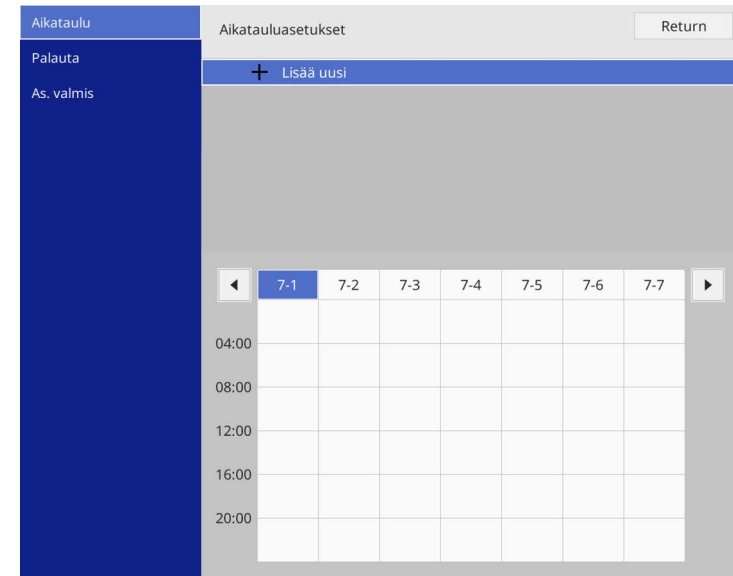 Aikataulu
Palauta
As. valmis
Aikatauluasetukset
Return
Lisää uusi
7-1 7-2 7-3 7-4 7-5 7-6 7-7
04:00
08:00
12:00
16:00
20:00